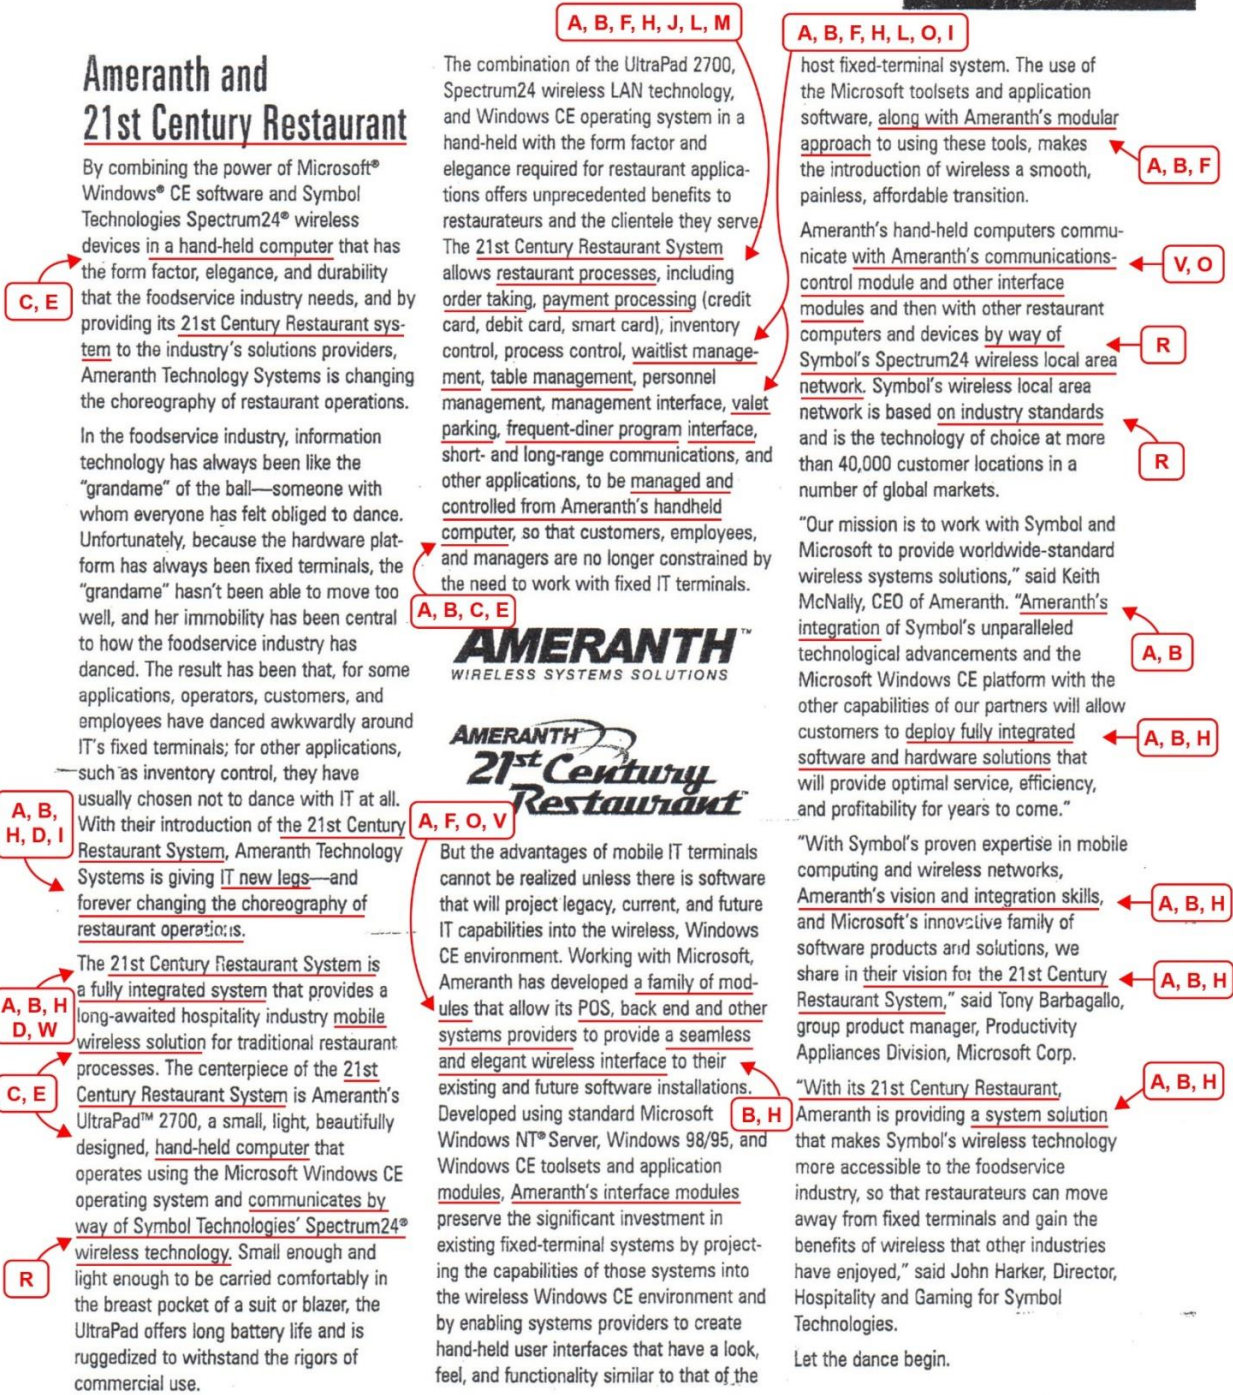 A, B, F, H, J, L, M
A, B, F, H, L, O, I
Ameranth and
21st Century Restaurant
By combining the power of Microsoft®
Windows® CE software and Symbol
Technologies Spectrum24® wireless
devices in a hand-held computer that has
the form factor, elegance, and durability
C, E
that the foodservice industry needs, and by
providing its 21st Century Restaurant sys-
tem to the industry's solutions providers,
Ameranth Technology Systems is changing
the choreography of restaurant operations.
In the foodservice industry, information
technology has always been like the
"grandame" of the ball—someone with
whom everyone has felt obliged to dance.
Unfortunately, because the hardware plat-
form has always been fixed terminals, the
"grandame" hasn't been able to move too
well, and her immobility has been central
to how the foodservice industry has
danced. The result has been that, for some
applications, operators, customers, and
employees have danced awkwardly around
IT's fixed terminals; for other applications,
such as inventory control, they have
usually chosen not to dance with IT at all.
A, B,
H, D, I
With their introduction of the 21st Century
Restaurant System, Ameranth Technology
Systems is giving IT new legs—and
forever changing the choreography of
restaurant operations.
The 21st Century Restaurant System is
a fully integrated system that provides a
A, B, H
D, W
long-awaited hospitality industry mobile
wireless solution for traditional restaurant
processes. The centerpiece of the 21st
C, E
Century Restaurant System is Ameranth's
UltraPad™ 2700, a small, light, beautifully
designed, hand-held computer that
operates using the Microsoft Windows CE
operating system and communicates by
way of Symbol Technologies' Spectrum24®
wireless technology. Small enough and
R
light enough to be carried comfortably in
the breast pocket of a suit or blazer, the
UltraPad offers long battery life and is
ruggedized to withstand the rigors of
commercial use.
The combination of the UltraPad 2700,
Spectrum24 wireless LAN technology,
and Windows CE operating system in a
hand-held with the form factor and
elegance required for restaurant applica-
tions offers unprecedented benefits to
restaurateurs and the clientele they serve.
The 21st Century Restaurant System
allows restaurant processes, including
order taking, payment processing (credit
card, debit card, smart card), inventory
control, process control, waitlist manage-
ment, table management, personnel
management, management interface, valet
parking, frequent-diner program interface,
short- and long-range communications, and
other applications, to be managed and
controlled from Ameranth's handheld
computer, so that customers, employees,
and managers are no longer constrained by
the need to work with fixed IT terminals.
A, B, C, E
AMERANTH™
WIRELESS SYSTEMS SOLUTIONS
AMERANTH
21st Century
Restaurant™
A, F, O, V
But the advantages of mobile IT terminals
cannot be realized unless there is software
that will project legacy, current, and future
IT capabilities into the wireless, Windows
CE environment. Working with Microsoft,
Ameranth has developed a family of mod-
ules that allow its POS, back end and other
systems providers to provide a seamless
and elegant wireless interface to their
existing and future software installations.
B, H
Developed using standard Microsoft
Windows NT® Server, Windows 98/95, and
Windows CE toolsets and application
modules, Ameranth's interface modules
preserve the significant investment in
existing fixed-terminal systems by project-
ing the capabilities of those systems into
the wireless Windows CE environment and
by enabling systems providers to create
hand-held user interfaces that have a look,
feel, and functionality similar to that of the
host fixed-terminal system. The use of
the Microsoft toolsets and application
software, along with Ameranth's modular
approach to using these tools, makes
A, B, F
the introduction of wireless a smooth,
painless, affordable transition.
Ameranth's hand-held computers commu-
nicate with Ameranth's communications-
V, O
control module and other interface
modules and then with other restaurant
computers and devices by way of
R
Symbol's Spectrum24 wireless local area
network. Symbol's wireless local area
network is based on industry standards
and is the technology of choice at more
R
than 40,000 customer locations in a
number of global markets.
"Our mission is to work with Symbol and
Microsoft to provide worldwide-standard
wireless systems solutions," said Keith
McNally, CEO of Ameranth. "Ameranth's
integration of Symbol's unparalleled
A, B
technological advancements and the
Microsoft Windows CE platform with the
other capabilities of our partners will allow
customers to deploy fully integrated
A, B, H
software and hardware solutions that
will provide optimal service, efficiency,
and profitability for years to come."
"With Symbol's proven expertise in mobile
computing and wireless networks,
Ameranth's vision and integration skills,
A, B, H
and Microsoft's innovative family of
software products and solutions, we
share in their vision for the 21st Century
A, B, H
Restaurant System," said Tony Barbagallo,
group product manager, Productivity
Appliances Division, Microsoft Corp.
"With its 21st Century Restaurant,
A, B, H
Ameranth is providing a system solution
that makes Symbol's wireless technology
more accessible to the foodservice
industry, so that restaurateurs can move
away from fixed terminals and gain the
benefits of wireless that other industries
have enjoyed," said John Harker, Director,
Hospitality and Gaming for Symbol
Technologies.
Let the dance begin.